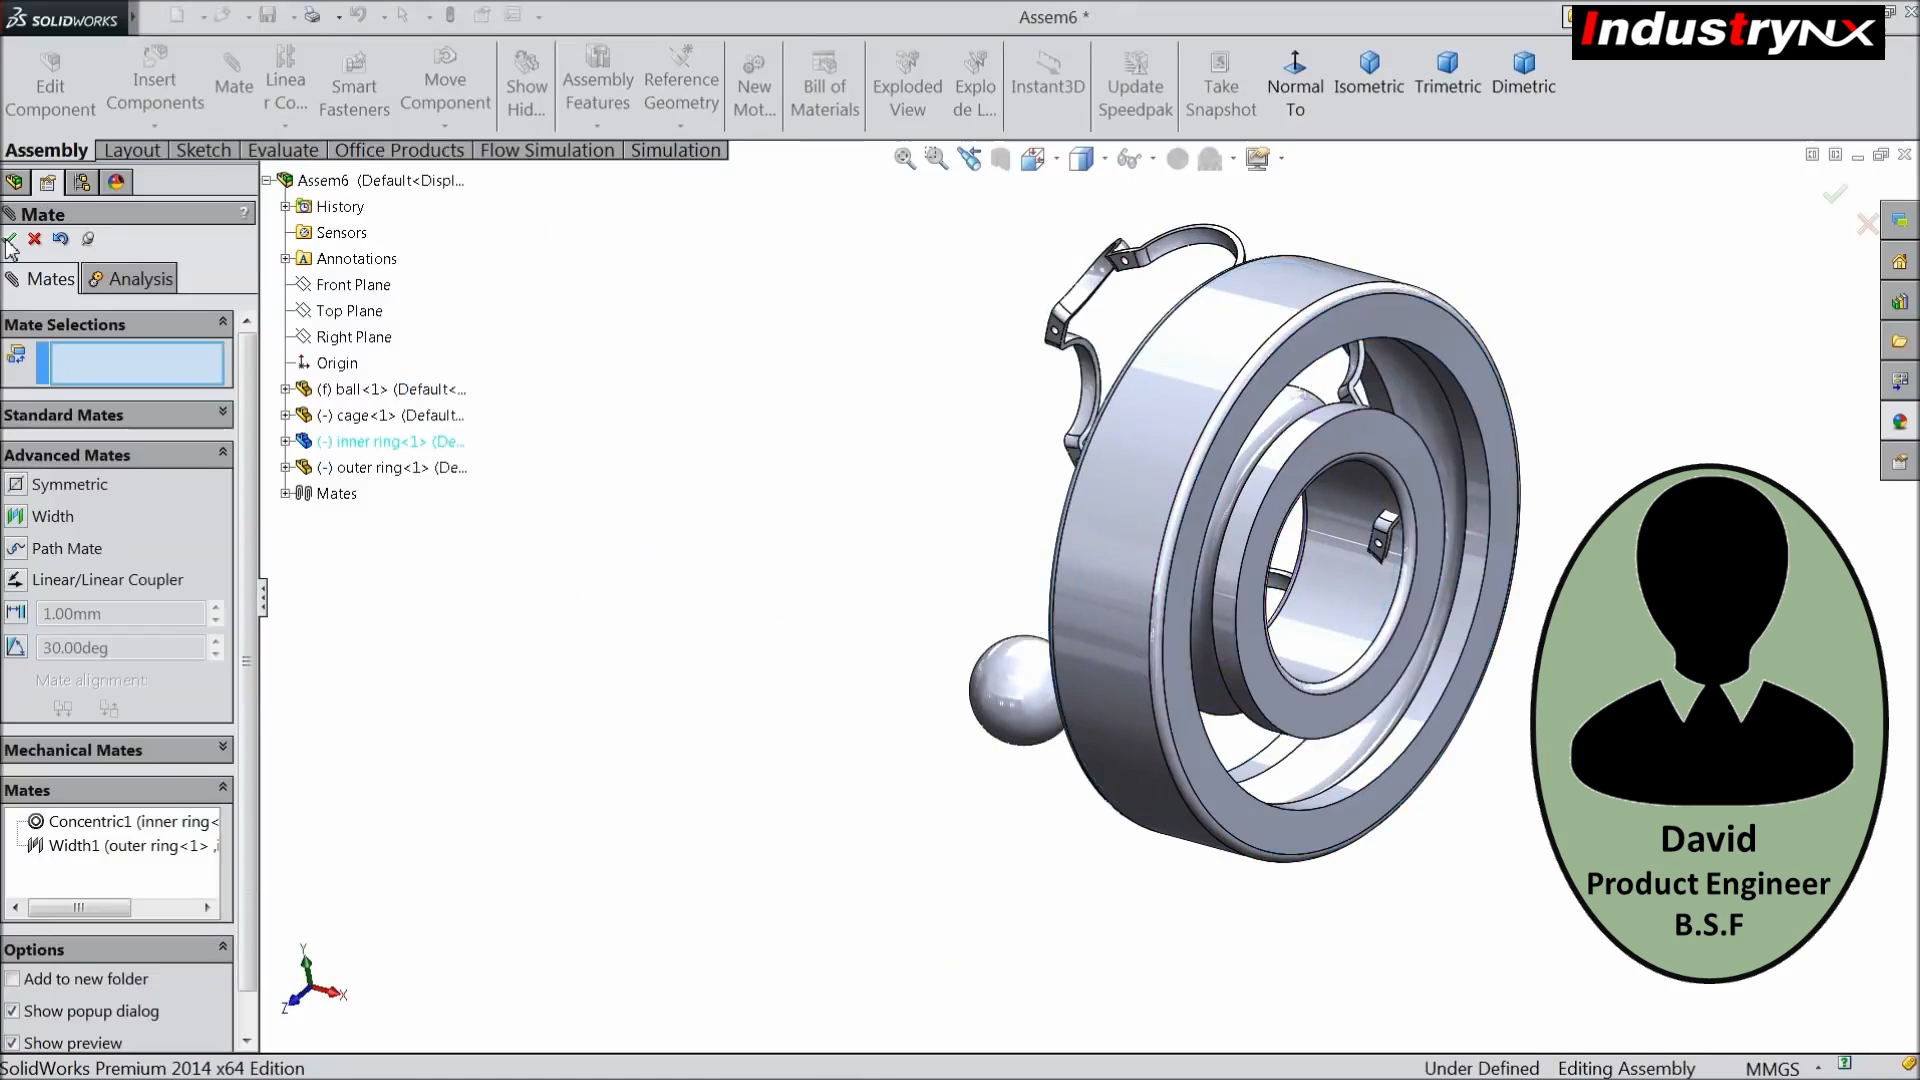 SOLIDWORKS
Assem6 *
IndustryNX
Edit Component
Insert Components
Mate
Linea r Co...
Smart Fasteners
Move Component
Show Hid...
Assembly Features
Reference Geometry
New Mot...
Bill of Materials
Exploded View
Explo de L...
Instant3D
Update Speedpak
Take Snapshot
Normal To
Isometric
Trimetric
Dimetric
Assembly Layout Sketch Evaluate Office Products Flow Simulation Simulation
Mate ?
Mates Analysis
Mate Selections
Standard Mates
Advanced Mates
Symmetric
Width
Path Mate
Linear/Linear Coupler
1.00mm
30.00deg
Mate alignment:
Mechanical Mates
Mates
Concentric1 (inner ring<
Width1 (outer ring<1> ,i
Options
Add to new folder
Show popup dialog
Show preview
Assem6 (Default<Displ...
History
Sensors
Annotations
Front Plane
Top Plane
Right Plane
Origin
(f) ball<1> (Default<...
(-) cage<1> (Default...
(-) inner ring<1> (De...
(-) outer ring<1> (De...
Mates
Y
X
Z
David
Product Engineer
B.S.F
SolidWorks Premium 2014 x64 Edition
Under Defined Editing Assembly MMGS ?